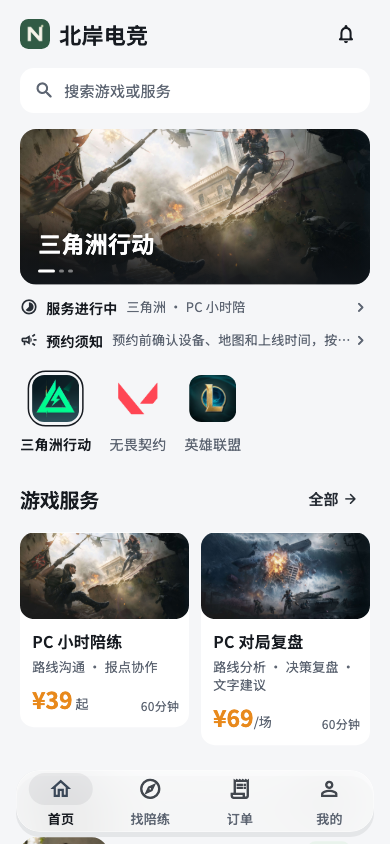 北岸电竞
搜索游戏或服务
三角洲行动
服务进行中 三角洲 · PC 小时陪
预约须知 预约前确认设备、地图和上线时间，按…
三角洲行动 无畏契约 英雄联盟
游戏服务 全部 →
PC 小时陪练
路线沟通 · 报点协作
¥39 起 60分钟
PC 对局复盘
路线分析 · 决策复盘 ·
文字建议
¥69/场 60分钟
首页 找陪练 订单 我的